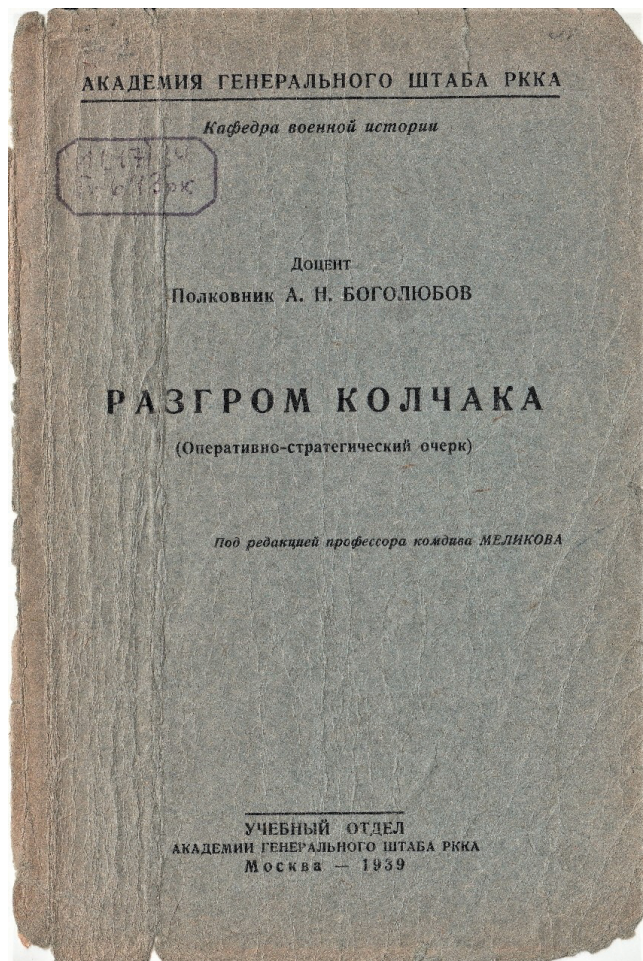 АКАДЕМИЯ ГЕНЕРАЛЬНОГО ШТАБА РККА
Кафедра военной истории
Доцент
Полковник А. Н. БОГОЛЮБОВ
РАЗГРОМ КОЛЧАКА
(Оперативно-стратегический очерк)
Под редакцией профессора комдива МЕЛИКОВА
УЧЕБНЫЙ ОТДЕЛ
АКАДЕМИИ ГЕНЕРАЛЬНОГО ШТАБА РККА
Москва — 1939